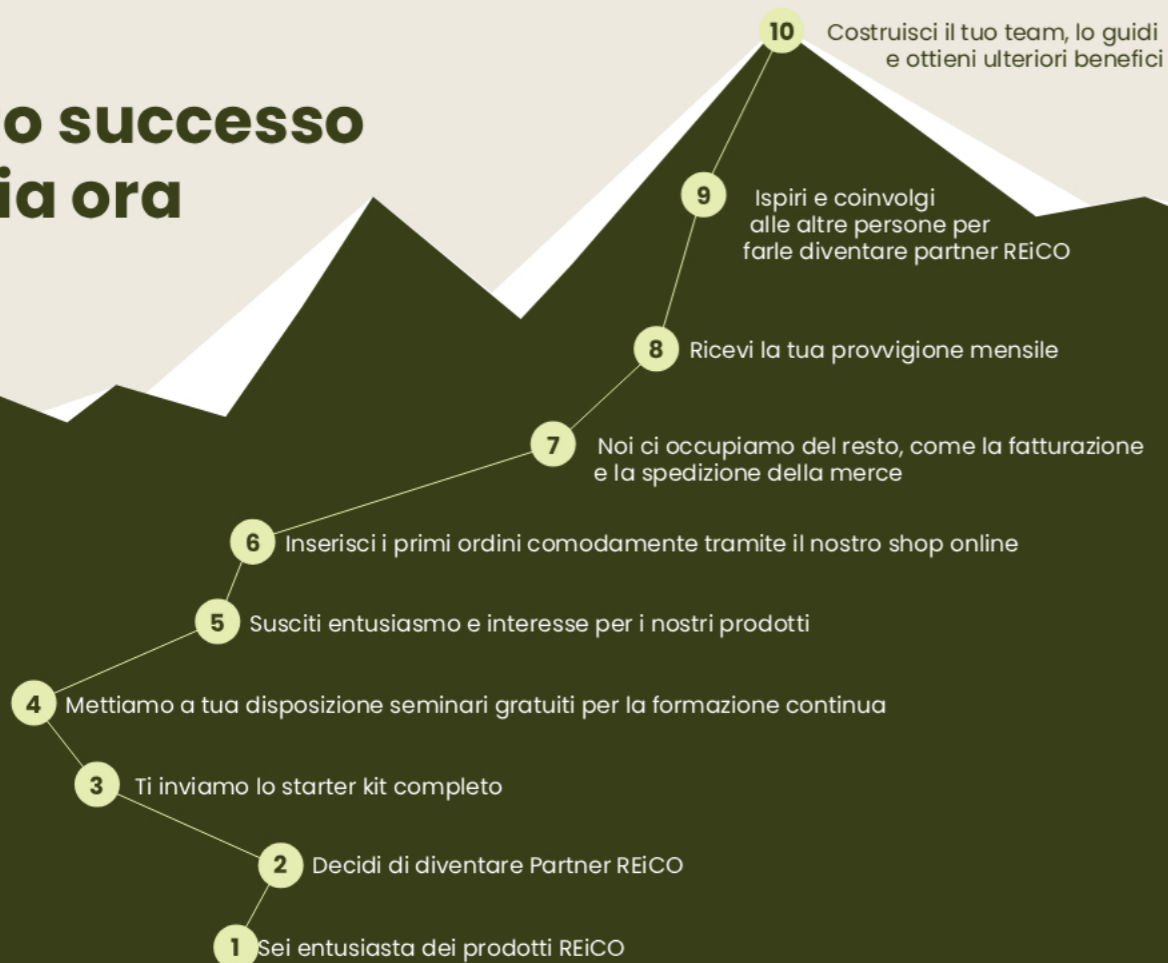 10 Costruisci il tuo team, lo guidi
e ottieni ulteriori benefici
o successo
ia ora
9 Ispiri e coinvolgi
alle altre persone per
farle diventare partner REiCO
8 Ricevi la tua provvigione mensile
7 Noi ci occupiamo del resto, come la fatturazione
e la spedizione della merce
6 Inserisci i primi ordini comodamente tramite il nostro shop online
5 Susciti entusiasmo e interesse per i nostri prodotti
4 Mettiamo a tua disposizione seminari gratuiti per la formazione continua
3 Ti inviamo lo starter kit completo
2 Decidi di diventare Partner REiCO
1 Sei entusiasta dei prodotti REiCO